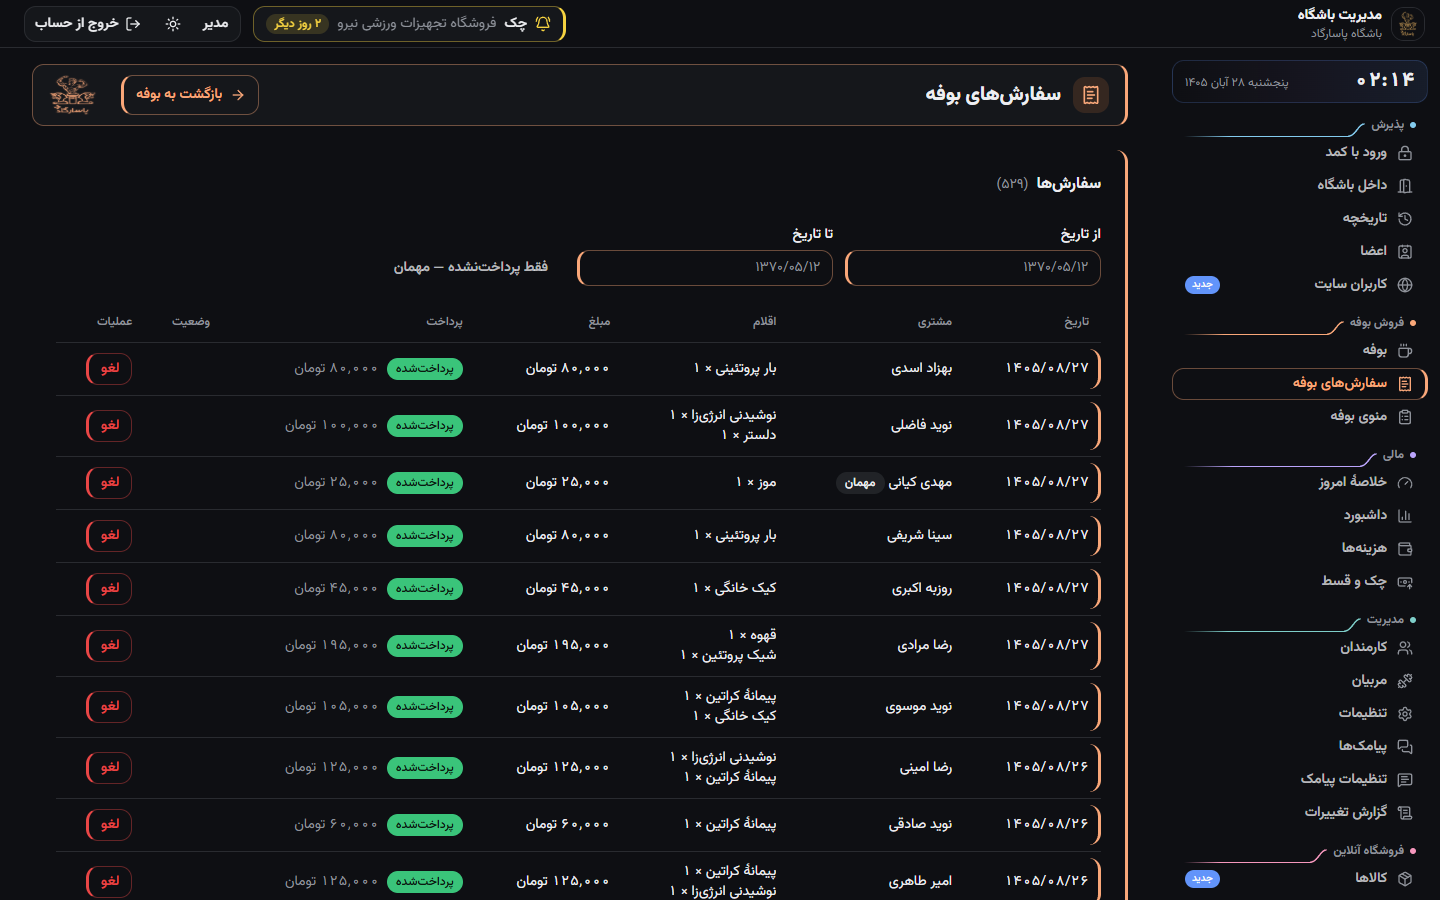 مدیریت باشگاه
باشگاه پاسارگاد
چک فروشگاه تجهیزات ورزشی نیرو ۲ روز دیگر
مدیر
خروج از حساب
۰۲:۱۴
پنجشنبه ۲۸ آبان ۱۴۰۵
پذیرش
ورود با کمد
داخل باشگاه
تاریخچه
اعضا
کاربران سایت جدید
فروش بوفه
بوفه
سفارش‌های بوفه
منوی بوفه
مالی
خلاصهٔ امروز
داشبورد
هزینه‌ها
چک و قسط
مدیریت
کارمندان
مربیان
تنظیمات
پیامک‌ها
تنظیمات پیامک
گزارش تغییرات
فروشگاه آنلاین
کالاها جدید
سفارش‌های بوفه
بازگشت به بوفه
پاسارگاد
سفارش‌ها (۵۲۹)
از تاریخ
۱۳۷۰/۰۵/۱۲
تا تاریخ
۱۳۷۰/۰۵/۱۲
فقط پرداخت‌نشده — مهمان
تاریخ مشتری اقلام مبلغ پرداخت وضعیت عملیات
۱۴۰۵/۰۸/۲۷ بهزاد اسدی بار پروتئینی × ۱ ۸۰,۰۰۰ تومان پرداخت‌شده ۸۰,۰۰۰ تومان لغو
۱۴۰۵/۰۸/۲۷ نوید فاضلی نوشیدنی انرژی‌زا × ۱
دلستر × ۱ ۱۰۰,۰۰۰ تومان پرداخت‌شده ۱۰۰,۰۰۰ تومان لغو
۱۴۰۵/۰۸/۲۷ مهدی کیانی مهمان موز × ۱ ۲۵,۰۰۰ تومان پرداخت‌شده ۲۵,۰۰۰ تومان لغو
۱۴۰۵/۰۸/۲۷ سینا شریفی بار پروتئینی × ۱ ۸۰,۰۰۰ تومان پرداخت‌شده ۸۰,۰۰۰ تومان لغو
۱۴۰۵/۰۸/۲۷ روزبه اکبری کیک خانگی × ۱ ۴۵,۰۰۰ تومان پرداخت‌شده ۴۵,۰۰۰ تومان لغو
۱۴۰۵/۰۸/۲۷ رضا مرادی قهوه × ۱
شیک پروتئین × ۱ ۱۹۵,۰۰۰ تومان پرداخت‌شده ۱۹۵,۰۰۰ تومان لغو
۱۴۰۵/۰۸/۲۷ نوید موسوی پیمانهٔ کراتین × ۱
کیک خانگی × ۱ ۱۰۵,۰۰۰ تومان پرداخت‌شده ۱۰۵,۰۰۰ تومان لغو
۱۴۰۵/۰۸/۲۶ رضا امینی نوشیدنی انرژی‌زا × ۱
پیمانهٔ کراتین × ۱ ۱۲۵,۰۰۰ تومان پرداخت‌شده ۱۲۵,۰۰۰ تومان لغو
۱۴۰۵/۰۸/۲۶ نوید صادقی پیمانهٔ کراتین × ۱ ۶۰,۰۰۰ تومان پرداخت‌شده ۶۰,۰۰۰ تومان لغو
۱۴۰۵/۰۸/۲۶ امیر طاهری پیمانهٔ کراتین × ۱
نوشیدنی انرژی‌زا × ۱ ۱۲۵,۰۰۰ تومان پرداخت‌شده ۱۲۵,۰۰۰ تومان لغو